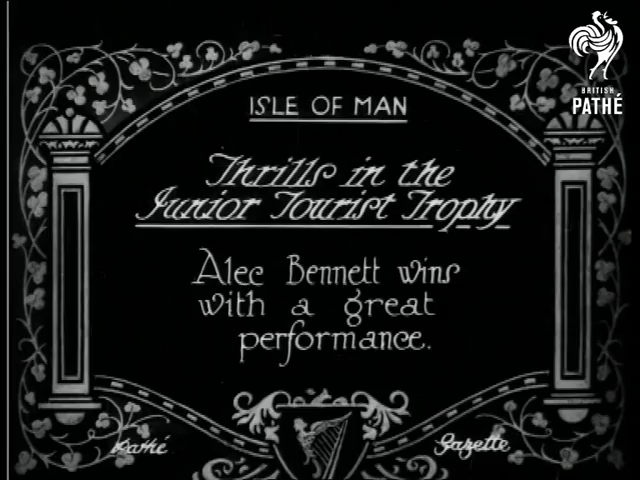 BRITISH
PATHÉ
ISLE OF MAN
Thrills in the
Junior Tourist Trophy
Alec Bennett wins
with a great
performance.
Pathé
Gazette